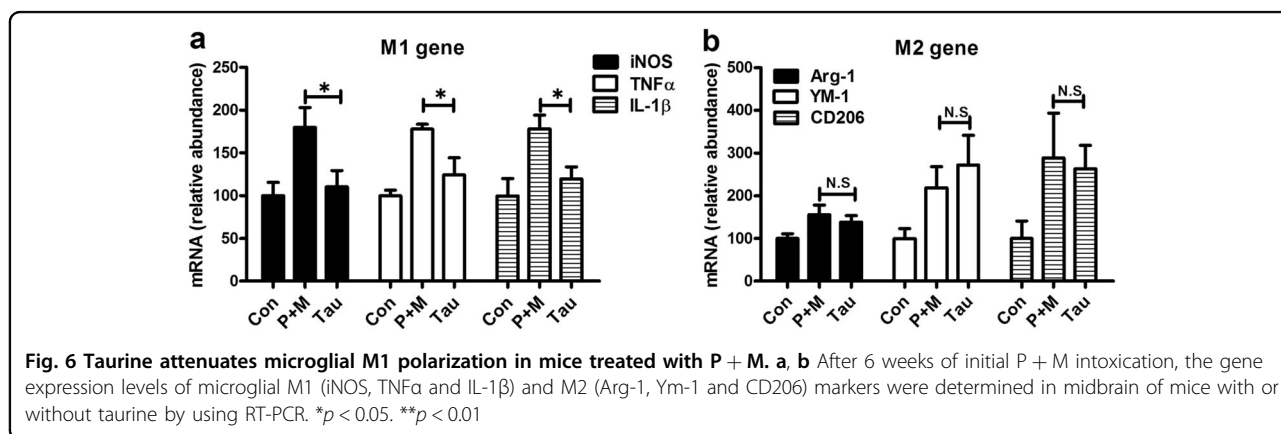 a
M1 gene
iNOS
TNFα
IL-1β
mRNA (relative abundance)
250
200
150
100
50
0
*
*
*
Con
P+M
Tau
Con
P+M
Tau
Con
P+M
Tau
b
M2 gene
Arg-1
YM-1
CD206
mRNA (relative abundance)
500
400
300
200
100
0
N.S
N.S
N.S
Con
P+M
Tau
Con
P+M
Tau
Con
P+M
Tau
Fig. 6 Taurine attenuates microglial M1 polarization in mice treated with P + M. a, b After 6 weeks of initial P + M intoxication, the gene
expression levels of microglial M1 (iNOS, TNFα and IL-1β) and M2 (Arg-1, Ym-1 and CD206) markers were determined in midbrain of mice with or
without taurine by using RT-PCR. *p < 0.05. **p < 0.01